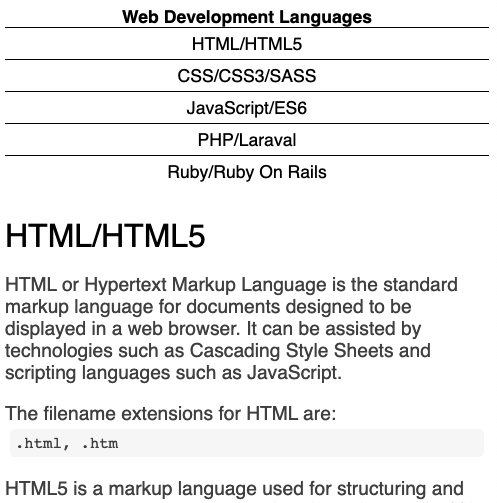 Web Development Languages
HTML/HTML5
CSS/CSS3/SASS
JavaScript/ES6
PHP/Laraval
Ruby/Ruby On Rails
HTML/HTML5
HTML or Hypertext Markup Language is the standard
markup language for documents designed to be
displayed in a web browser. It can be assisted by
technologies such as Cascading Style Sheets and
scripting languages such as JavaScript.
The filename extensions for HTML are:
.html, .htm
HTML5 is a markup language used for structuring and